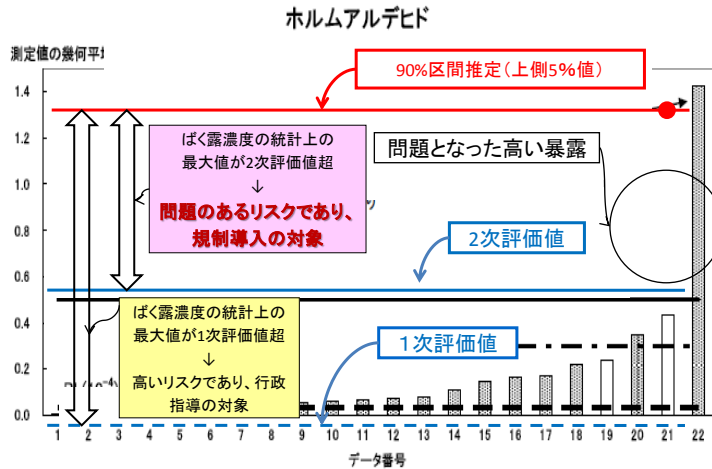 ホルムアルデヒド
測定値の幾何平均
90%区間推定(上側5%値)
1.4
1.2
1.0
0.8
0.6
0.4
0.2
0.0
ばく露濃度の統計上の
最大値が2次評価値超
↓
問題のあるリスクであり、
規制導入の対象
問題となった高い暴露
2次評価値
ばく露濃度の統計上の
最大値が1次評価値超
↓
高いリスクであり、行政
指導の対象
1次評価値
1 2 3 4 5 6 7 8 9 10 11 12 13 14 15 16 17 18 19 20 21 22
データ番号